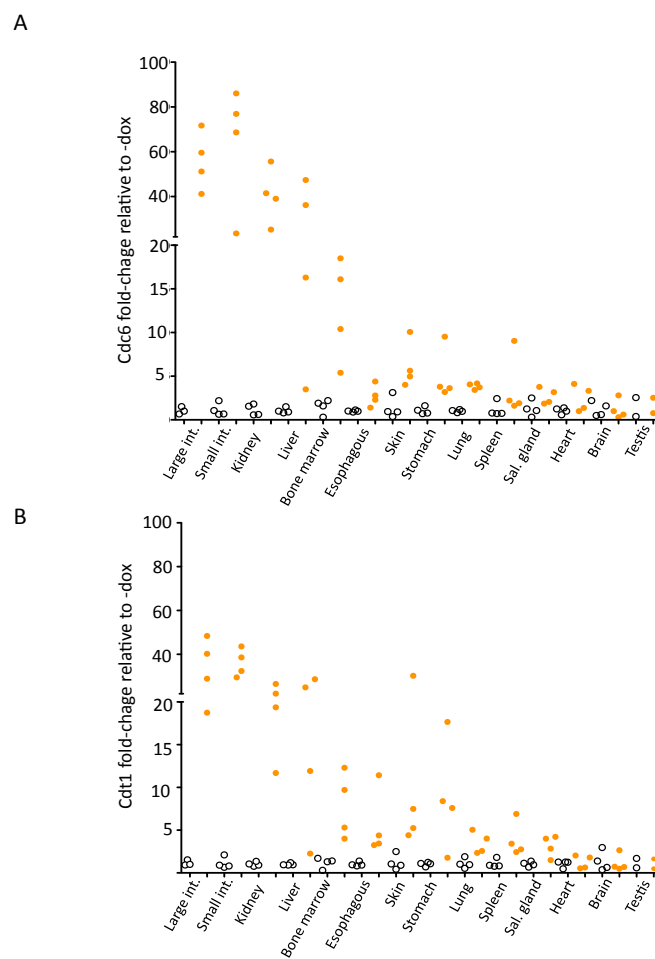 A
Cdc6 fold-chage relative to -dox
100
80
60
40
20
15
10
5
Large int.
Small int.
Kidney
Liver
Bone marrow
Esophagous
Skin
Stomach
Lung
Spleen
Sal. gland
Heart
Brain
Testis
B
Cdt1 fold-chage relative to -dox
100
80
60
40
20
15
10
5
Large int.
Small int.
Kidney
Liver
Bone marrow
Esophagous
Skin
Stomach
Lung
Spleen
Sal. gland
Heart
Brain
Testis